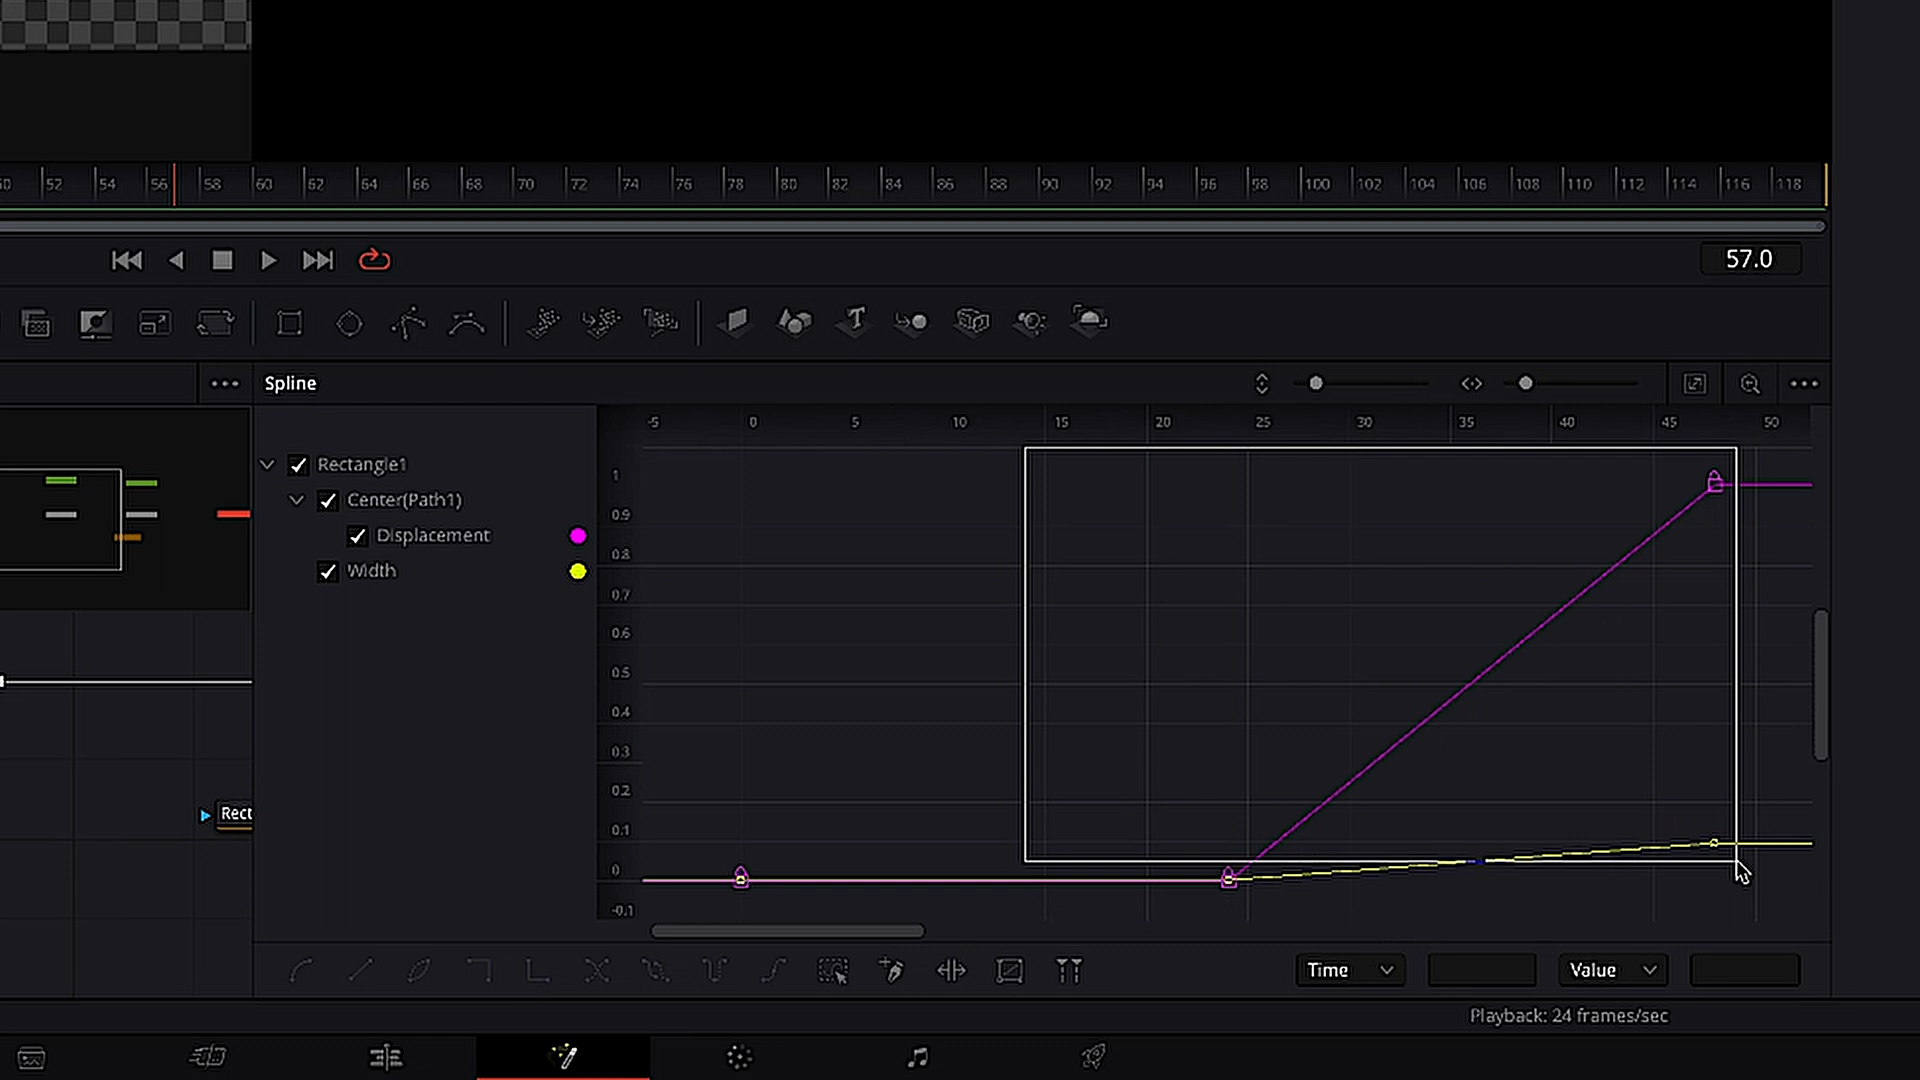 50 52 54 56 58 60 62 64 66 68 70 72 74 76 78 80 82 84 86 88 90 92 94 96 98 100 102 104 106 108 110 112 114 116 118
57.0
Spline
-5 0 5 10 15 20 25 30 35 40 45 50
Rectangle1
Center(Path1)
Displacement
Width
1
0.9
0.8
0.7
0.6
0.5
0.4
0.3
0.2
0.1
0
-0.1
Rect
Time
Value
Playback: 24 frames/sec